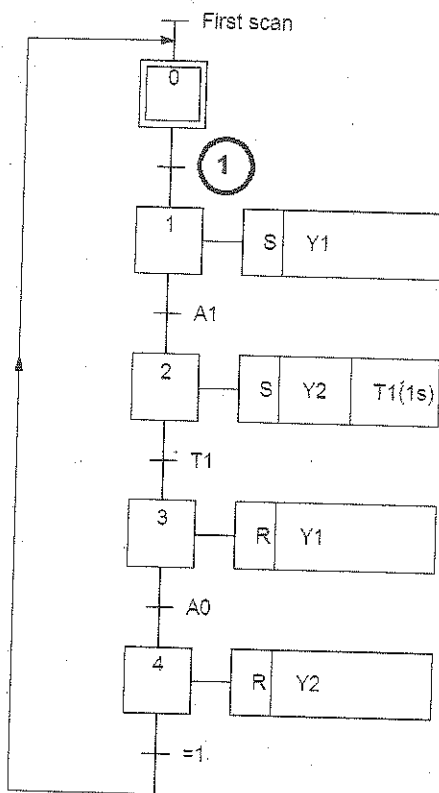 First scan
0
1
1
S Y1
A1
2
S Y2 T1(1s)
T1
3
R Y1
A0
4
R Y2
=1